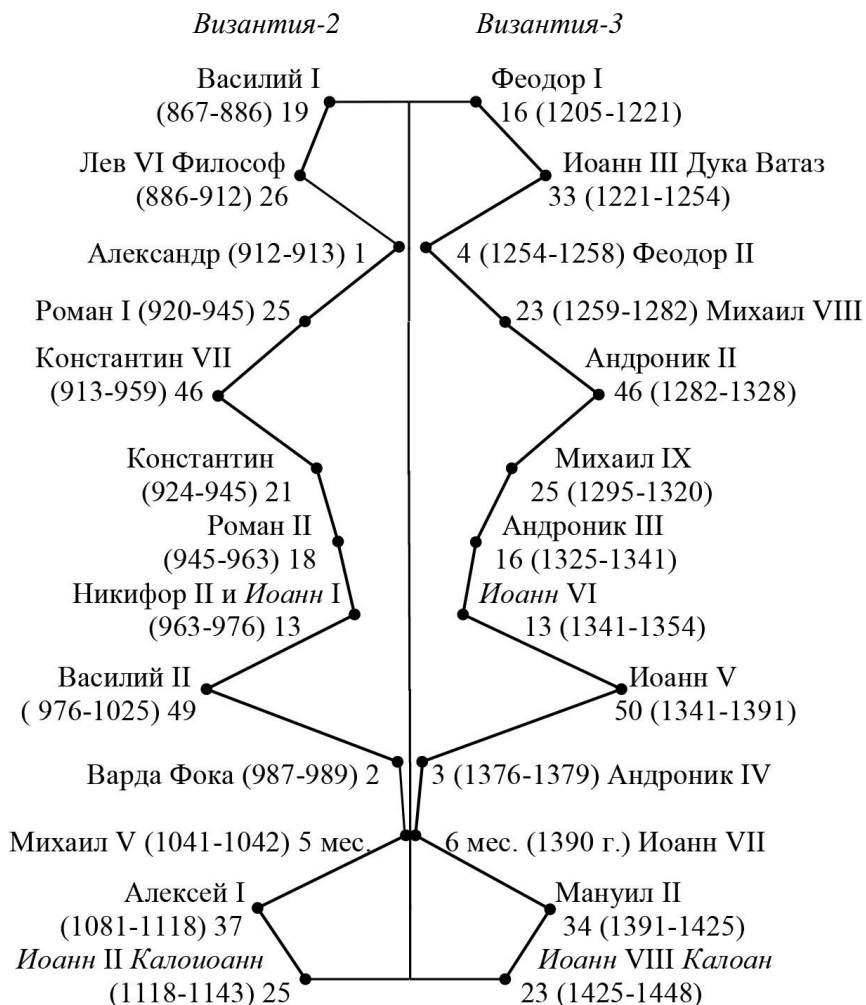 Византия-2
Византия-3
Василий I
(867-886) 19
Феодор I
16 (1205-1221)
Лев VI Философ
(886-912) 26
Иоанн III Дука Ватаз
33 (1221-1254)
Александр (912-913) 1
4 (1254-1258) Феодор II
Роман I (920-945) 25
23 (1259-1282) Михаил VIII
Константин VII
(913-959) 46
Андроник II
46 (1282-1328)
Константин
(924-945) 21
Михаил IX
25 (1295-1320)
Роман II
(945-963) 18
Андроник III
16 (1325-1341)
Никифор II и Иоанн I
(963-976) 13
Иоанн VI
13 (1341-1354)
Василий II
( 976-1025) 49
Иоанн V
50 (1341-1391)
Варда Фока (987-989) 2
3 (1376-1379) Андроник IV
Михаил V (1041-1042) 5 мес.
6 мес. (1390 г.) Иоанн VII
Алексей I
(1081-1118) 37
Мануил II
34 (1391-1425)
Иоанн II Калоиоанн
(1118-1143) 25
Иоанн VIII Калоан
23 (1425-1448)